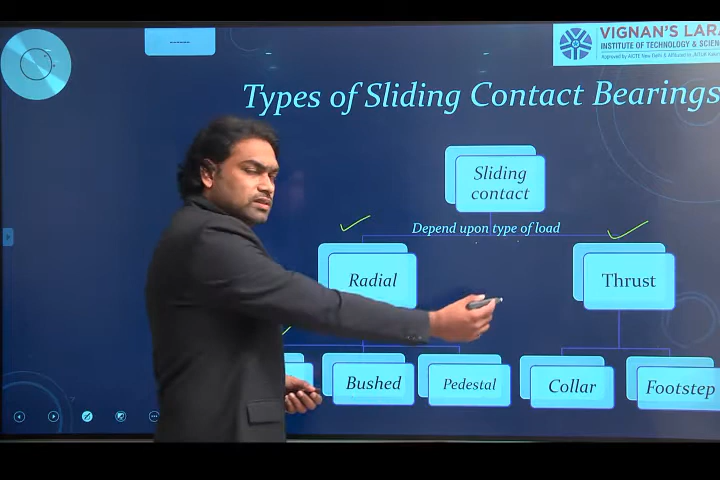 VIGNAN'S LARA
INSTITUTE OF TECHNOLOGY & SCIENCE
Types of Sliding Contact Bearings
Sliding
contact
Depend upon type of load
Radial
Thrust
Bushed
Pedestal
Collar
Footstep